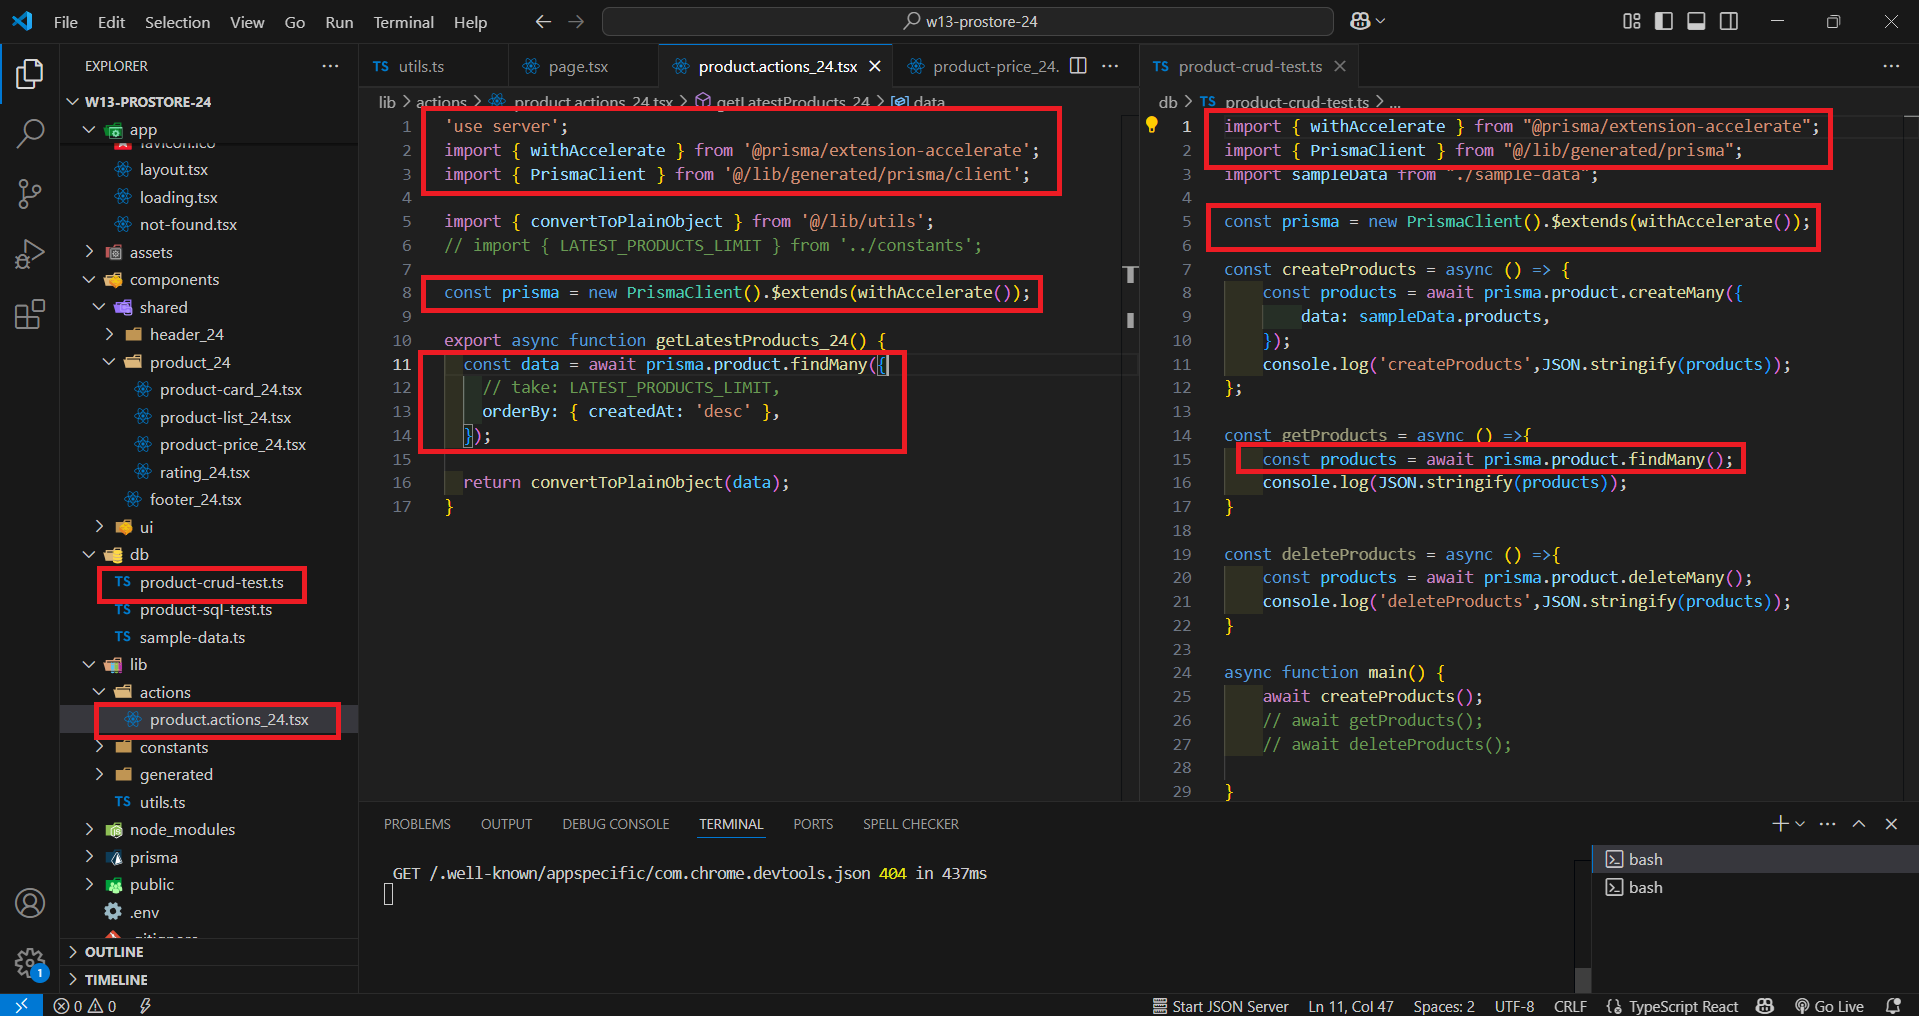 File Edit Selection View Go Run Terminal Help
w13-prostore-24
EXPLORER
W13-PROSTORE-24
app
favicon.ico
layout.tsx
loading.tsx
not-found.tsx
assets
components
shared
header_24
product_24
product-card_24.tsx
product-list_24.tsx
product-price_24.tsx
rating_24.tsx
footer_24.tsx
ui
db
TS product-crud-test.ts
TS product-sql-test.ts
TS sample-data.ts
lib
actions
product.actions_24.tsx
constants
generated
TS utils.ts
node_modules
prisma
public
.env
.gitignore
OUTLINE
TIMELINE
TS utils.ts
page.tsx
product.actions_24.tsx
product-price_24.
lib > actions > product.actions_24.tsx > getLatestProducts_24 > data
1 'use server';
2 import { withAccelerate } from '@prisma/extension-accelerate';
3 import { PrismaClient } from '@/lib/generated/prisma/client';
4
5 import { convertToPlainObject } from '@/lib/utils';
6 // import { LATEST_PRODUCTS_LIMIT } from '../constants';
7
8 const prisma = new PrismaClient().$extends(withAccelerate());
9
10 export async function getLatestProducts_24() {
11 const data = await prisma.product.findMany({
12 // take: LATEST_PRODUCTS_LIMIT,
13 orderBy: { createdAt: 'desc' },
14 });
15
16 return convertToPlainObject(data);
17 }
TS product-crud-test.ts
db > TS product-crud-test.ts > ...
1 import { withAccelerate } from "@prisma/extension-accelerate";
2 import { PrismaClient } from "@/lib/generated/prisma";
3 import sampleData from "./sample-data";
4
5 const prisma = new PrismaClient().$extends(withAccelerate());
6
7 const createProducts = async () => {
8 const products = await prisma.product.createMany({
9 data: sampleData.products,
10 });
11 console.log('createProducts',JSON.stringify(products));
12 };
13
14 const getProducts = async () =>{
15 const products = await prisma.product.findMany();
16 console.log(JSON.stringify(products));
17 }
18
19 const deleteProducts = async () =>{
20 const products = await prisma.product.deleteMany();
21 console.log('deleteProducts',JSON.stringify(products));
22 }
23
24 async function main() {
25 await createProducts();
26 // await getProducts();
27 // await deleteProducts();
28
29 }
PROBLEMS OUTPUT DEBUG CONSOLE TERMINAL PORTS SPELL CHECKER
GET /.well-known/appspecific/com.chrome.devtools.json 404 in 437ms
bash
bash
1
0 0
Start JSON Server Ln 11, Col 47 Spaces: 2 UTF-8 CRLF {} TypeScript React Go Live